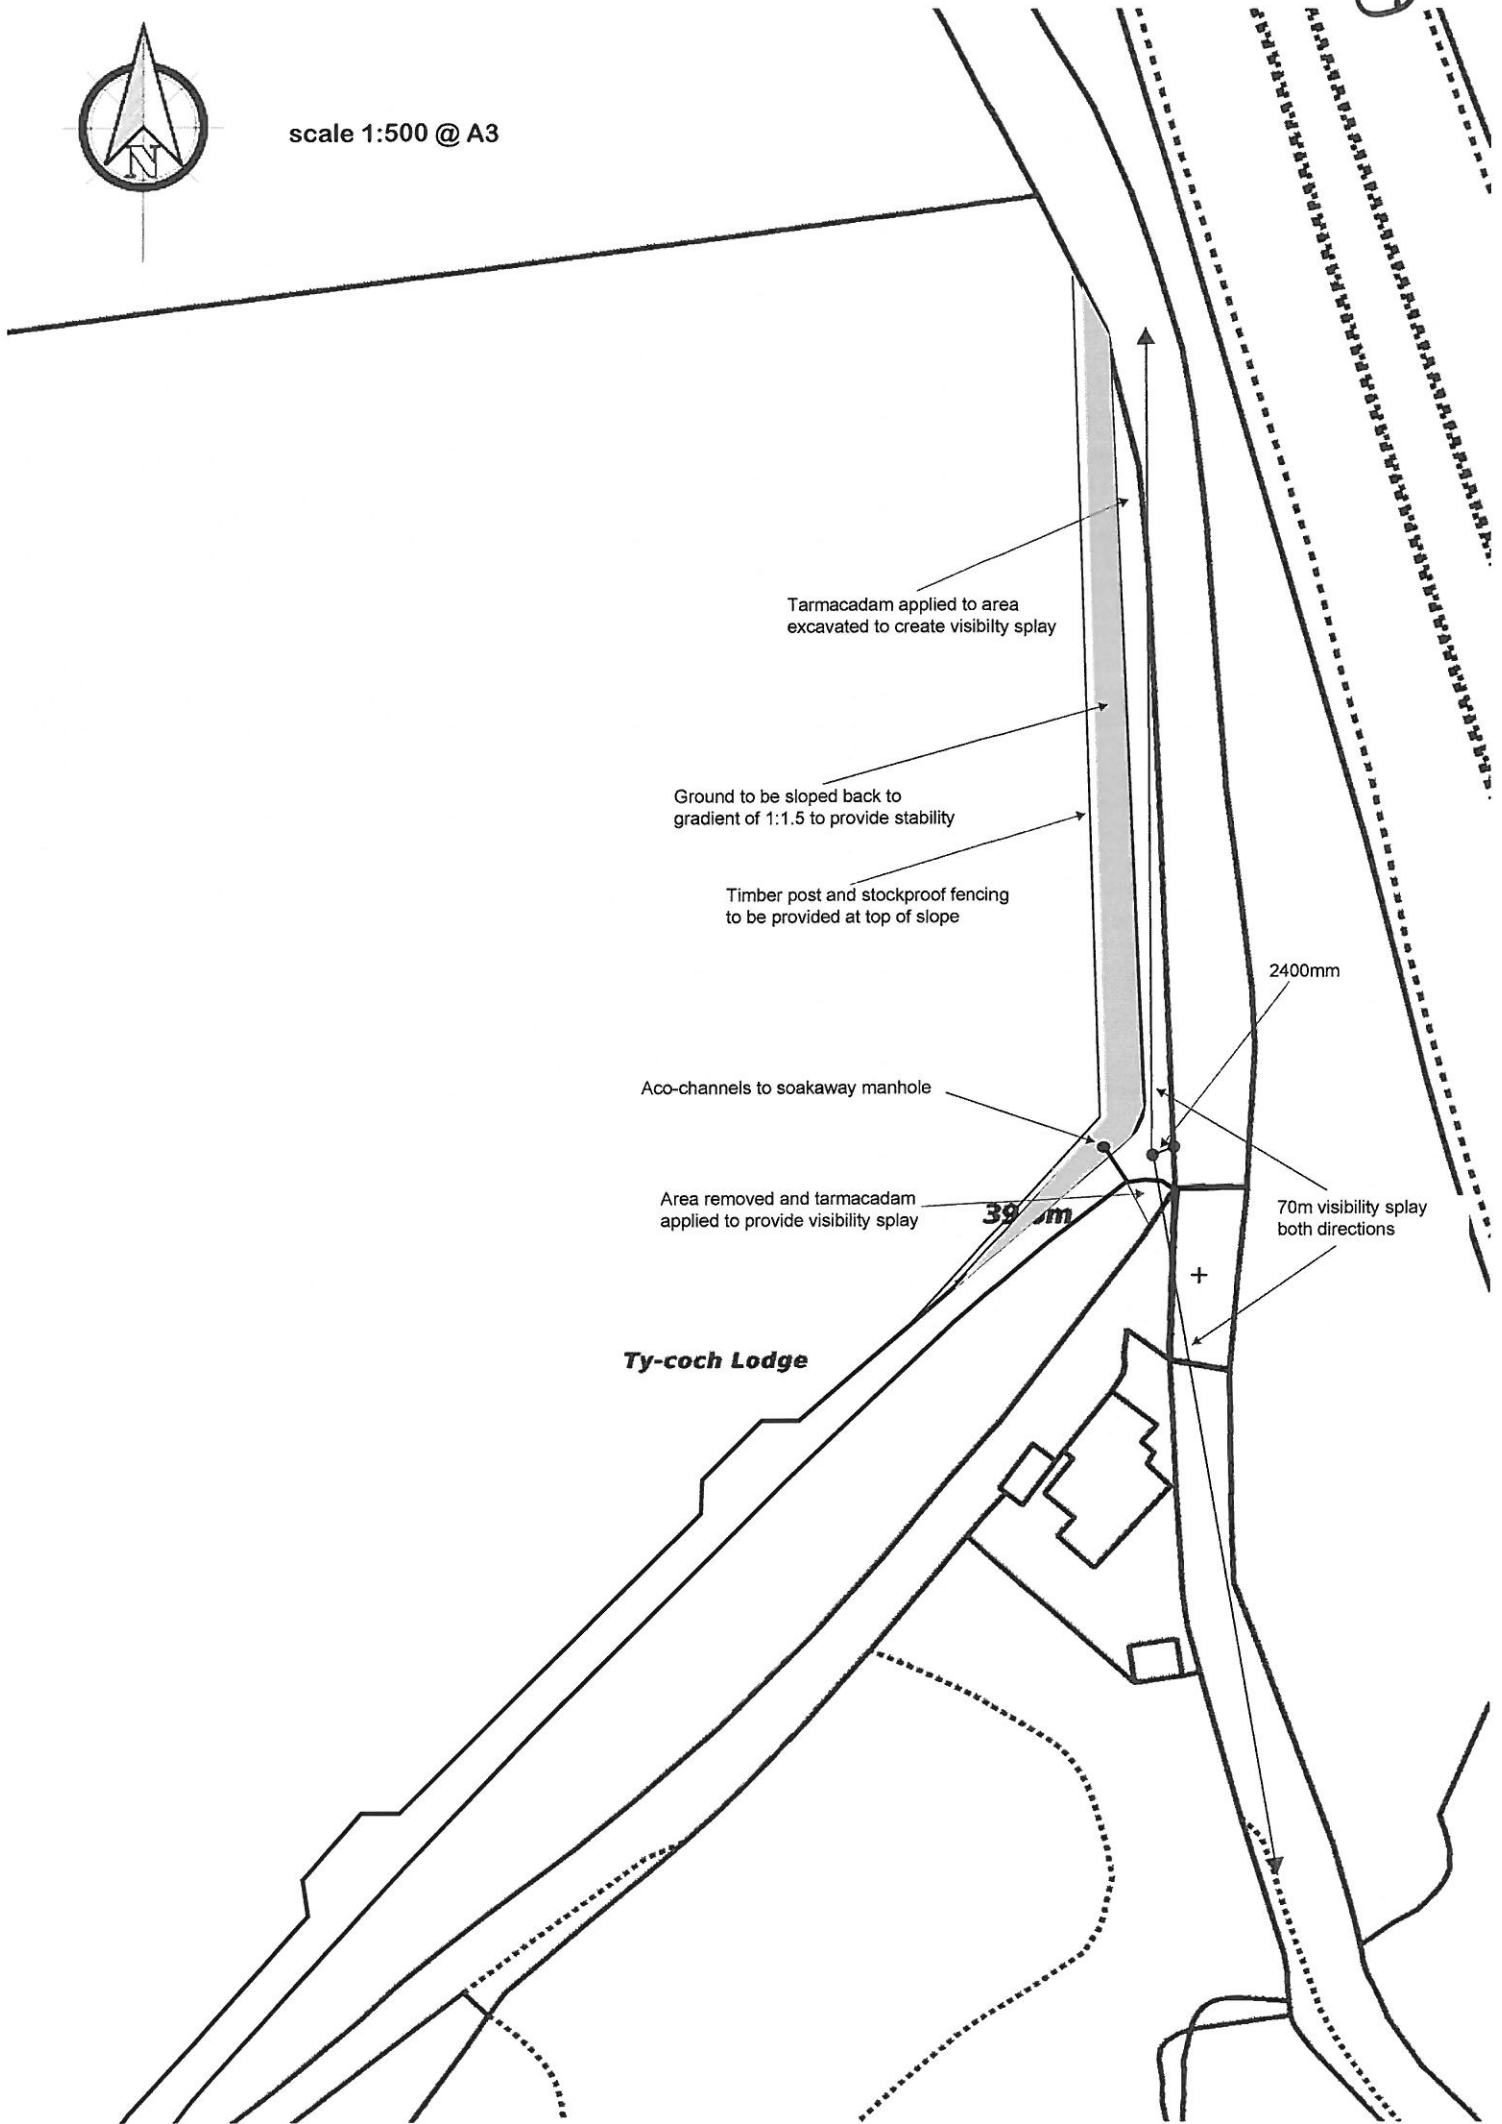 N
scale 1:500 @ A3
Tarmacadam applied to area
excavated to create visibilty splay
Ground to be sloped back to
gradient of 1:1.5 to provide stability
Timber post and stockproof fencing
to be provided at top of slope
2400mm
Aco-channels to soakaway manhole
Area removed and tarmacadam
applied to provide visibility splay
70m visibility splay
both directions
Ty-coch Lodge